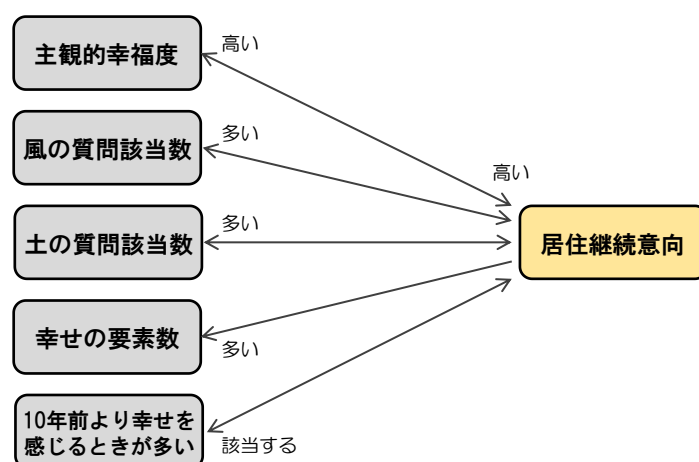 主観的幸福度
高い
風の質問該当数
多い
高い
土の質問該当数
多い
居住継続意向
幸せの要素数
多い
10年前より幸せを
感じるときが多い
該当する